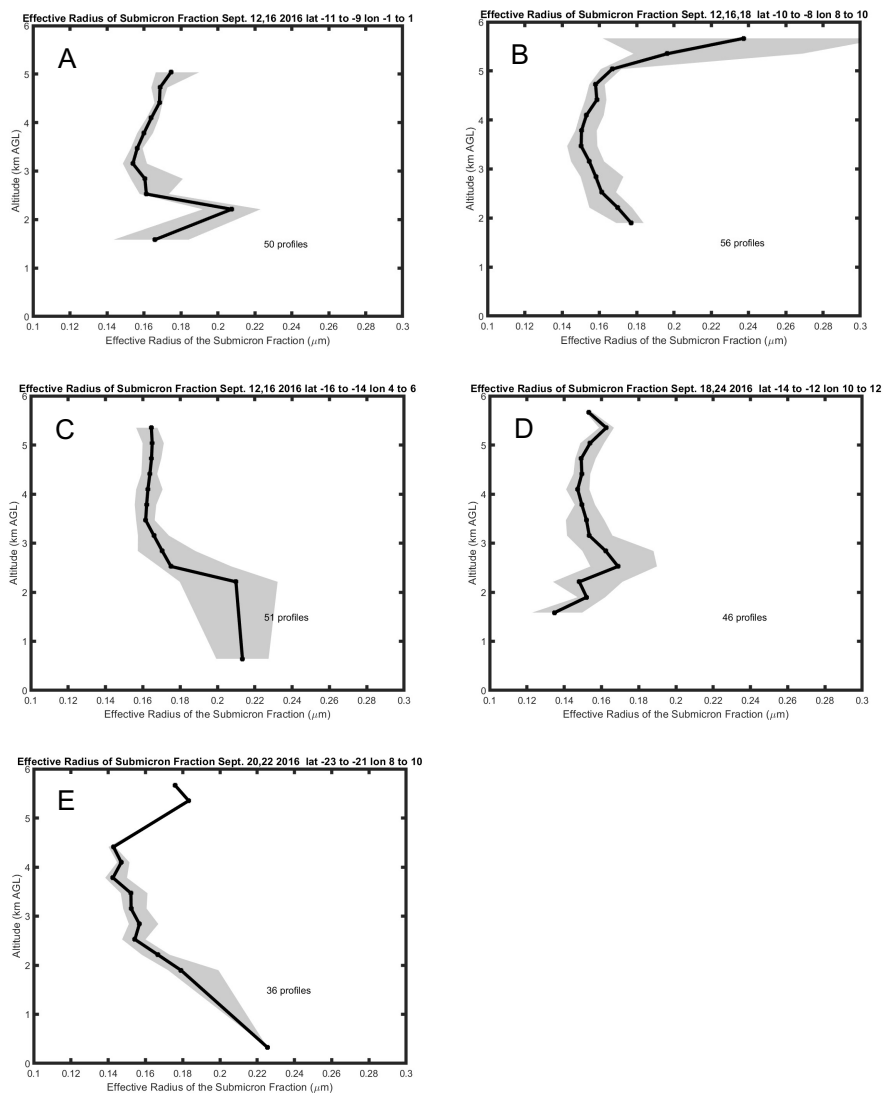 Effective Radius of Submicron Fraction Sept. 12,16 2016 lat -11 to -9 lon -1 to 1
A
6
5
4
3
2
1
0
Altitude (km AGL)
50 profiles
0.1 0.12 0.14 0.16 0.18 0.2 0.22 0.24 0.26 0.28 0.3
Effective Radius of the Submicron Fraction (μm)
Effective Radius of Submicron Fraction Sept. 12,16,18 lat -10 to -8 lon 8 to 10
B
6
5
4
3
2
1
0
Altitude (km AGL)
56 profiles
0.1 0.12 0.14 0.16 0.18 0.2 0.22 0.24 0.26 0.28 0.3
Effective Radius of the Submicron Fraction (μm)
Effective Radius of Submicron Fraction Sept. 12,16 2016 lat -16 to -14 lon 4 to 6
C
6
5
4
3
2
1
0
Altitude (km AGL)
51 profiles
0.1 0.12 0.14 0.16 0.18 0.2 0.22 0.24 0.26 0.28 0.3
Effective Radius of the Submicron Fraction (μm)
Effective Radius of Submicron Fraction Sept. 18,24 2016 lat -14 to -12 lon 10 to 12
D
6
5
4
3
2
1
0
Altitude (km AGL)
46 profiles
0.1 0.12 0.14 0.16 0.18 0.2 0.22 0.24 0.26 0.28 0.3
Effective Radius of the Submicron Fraction (μm)
Effective Radius of Submicron Fraction Sept. 20,22 2016 lat -23 to -21 lon 8 to 10
E
6
5
4
3
2
1
0
Altitude (km AGL)
36 profiles
0.1 0.12 0.14 0.16 0.18 0.2 0.22 0.24 0.26 0.28 0.3
Effective Radius of the Submicron Fraction (μm)